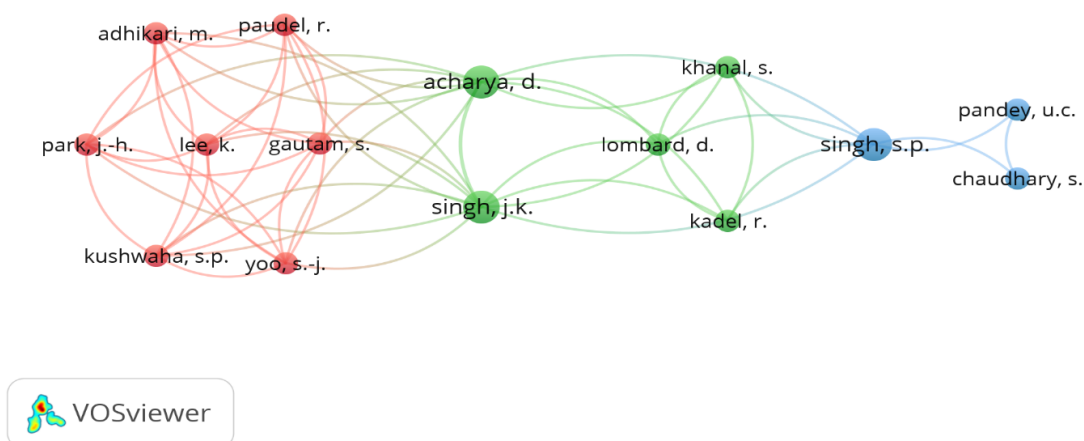 adhikari, m.
paudel, r.
acharya, d.
khanal, s.
pandey, u.c.
park, j.-h.
lee, k.
gautam, s.
lombard, d.
singh, s.p.
chaudhary, s.
singh, j.k.
kadel, r.
kushwaha, s.p.
yoo, s.-j.
VOSviewer